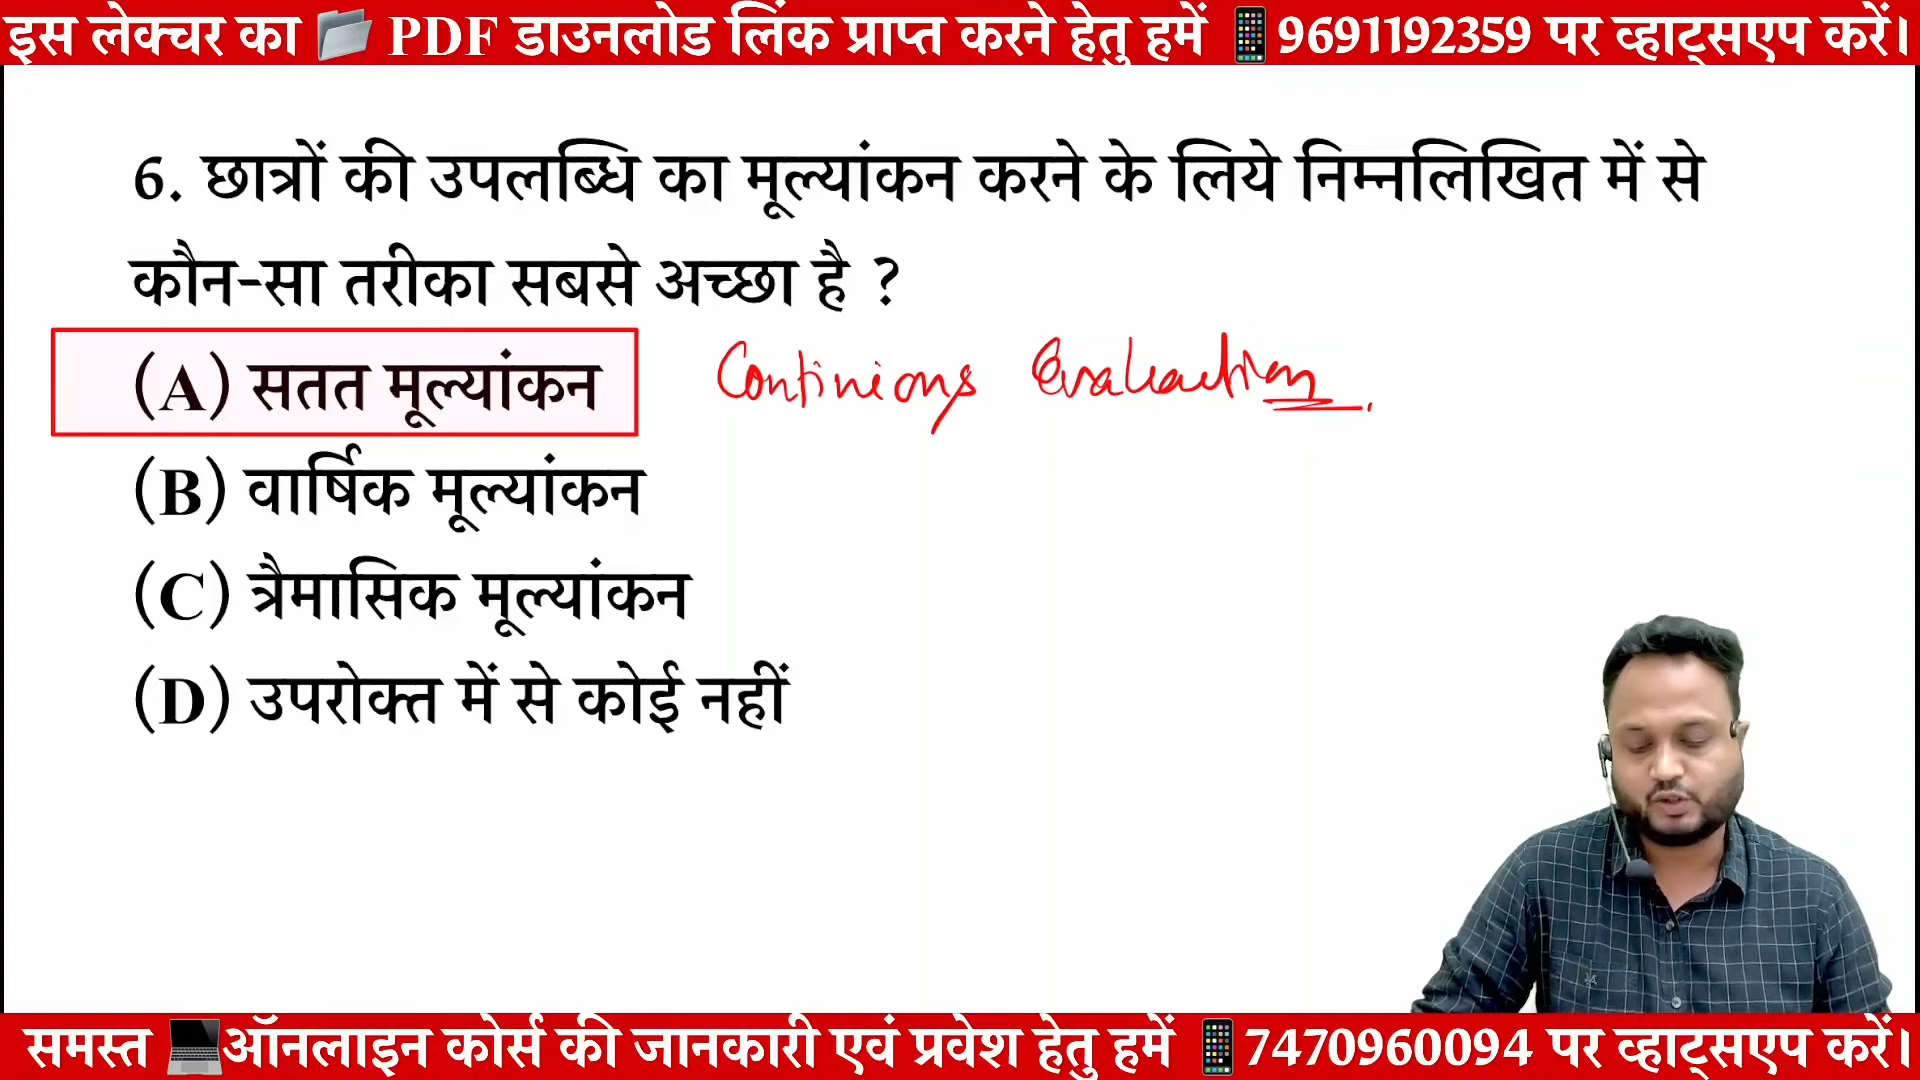 इस लेक्चर का PDF डाउनलोड लिंक प्राप्त करने हेतु हमें 9691192359 पर व्हाट्सएप करें।
6. छात्रों की उपलब्धि का मूल्यांकन करने के लिये निम्नलिखित में से
कौन-सा तरीका सबसे अच्छा है ?
(A) सतत मूल्यांकन Continious Evaluation.
(B) वार्षिक मूल्यांकन
(C) त्रैमासिक मूल्यांकन
(D) उपरोक्त में से कोई नहीं
समस्त ऑनलाइन कोर्स की जानकारी एवं प्रवेश हेतु हमें 7470960094 पर व्हाट्सएप करें।